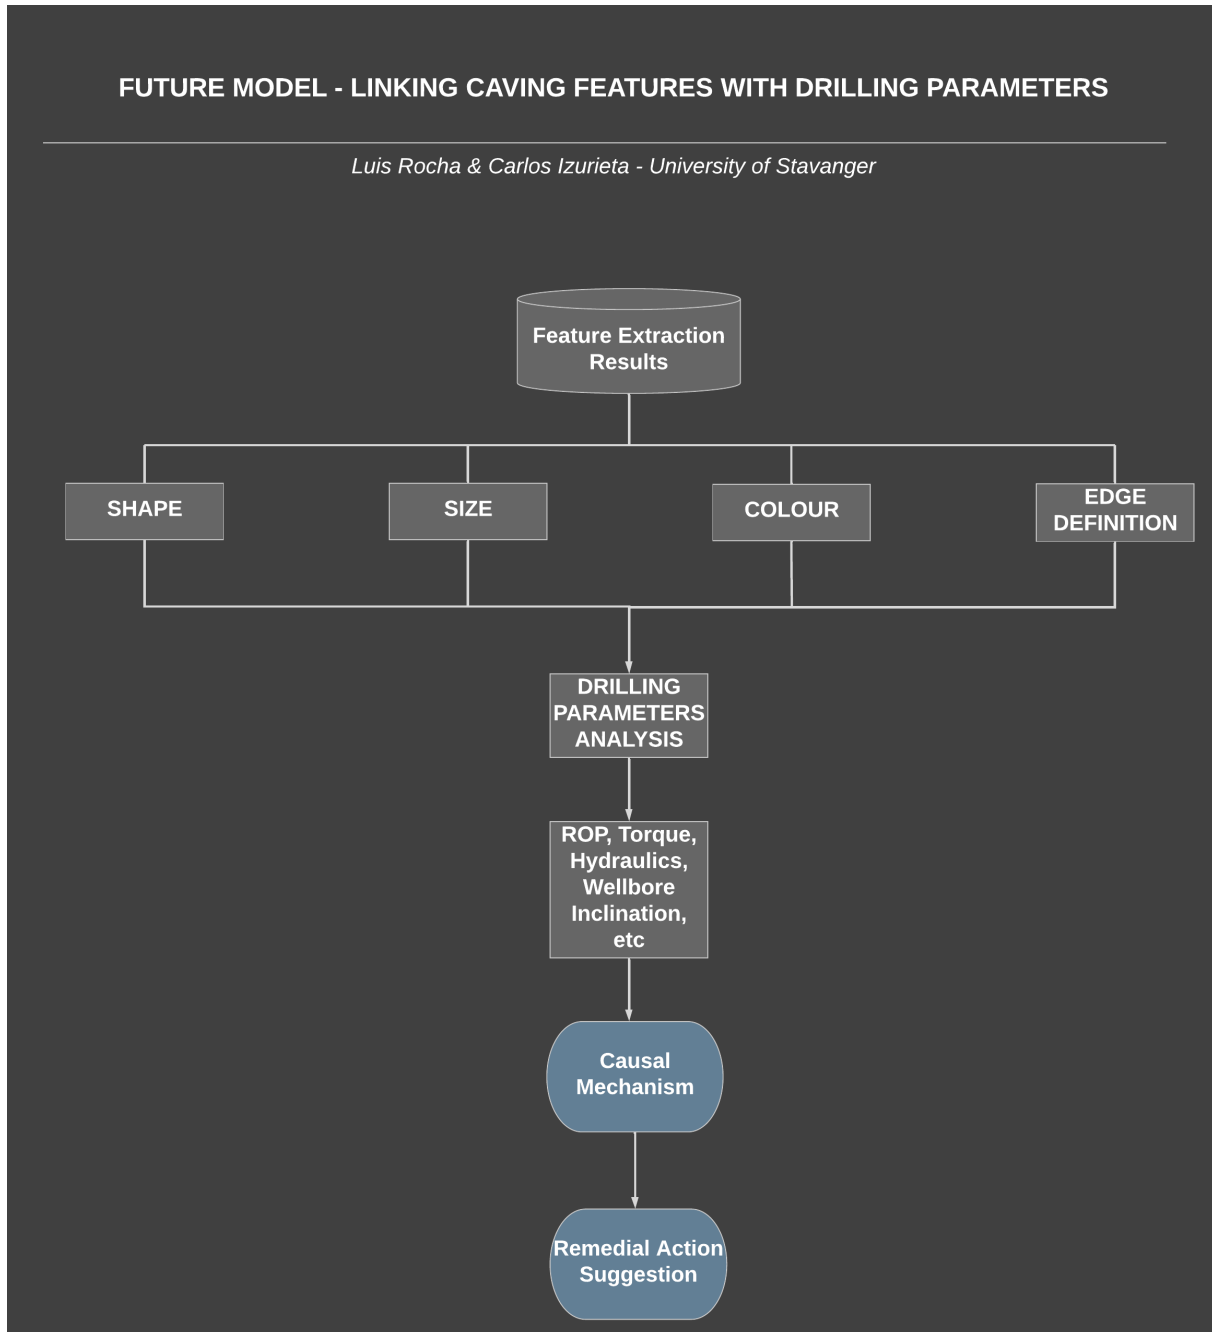 FUTURE MODEL - LINKING CAVING FEATURES WITH DRILLING PARAMETERS
Luis Rocha & Carlos Izurieta - University of Stavanger
Feature Extraction
Results
SHAPE
SIZE
COLOUR
EDGE
DEFINITION
DRILLING
PARAMETERS
ANALYSIS
ROP, Torque,
Hydraulics,
Wellbore
Inclination,
etc
Causal
Mechanism
Remedial Action
Suggestion